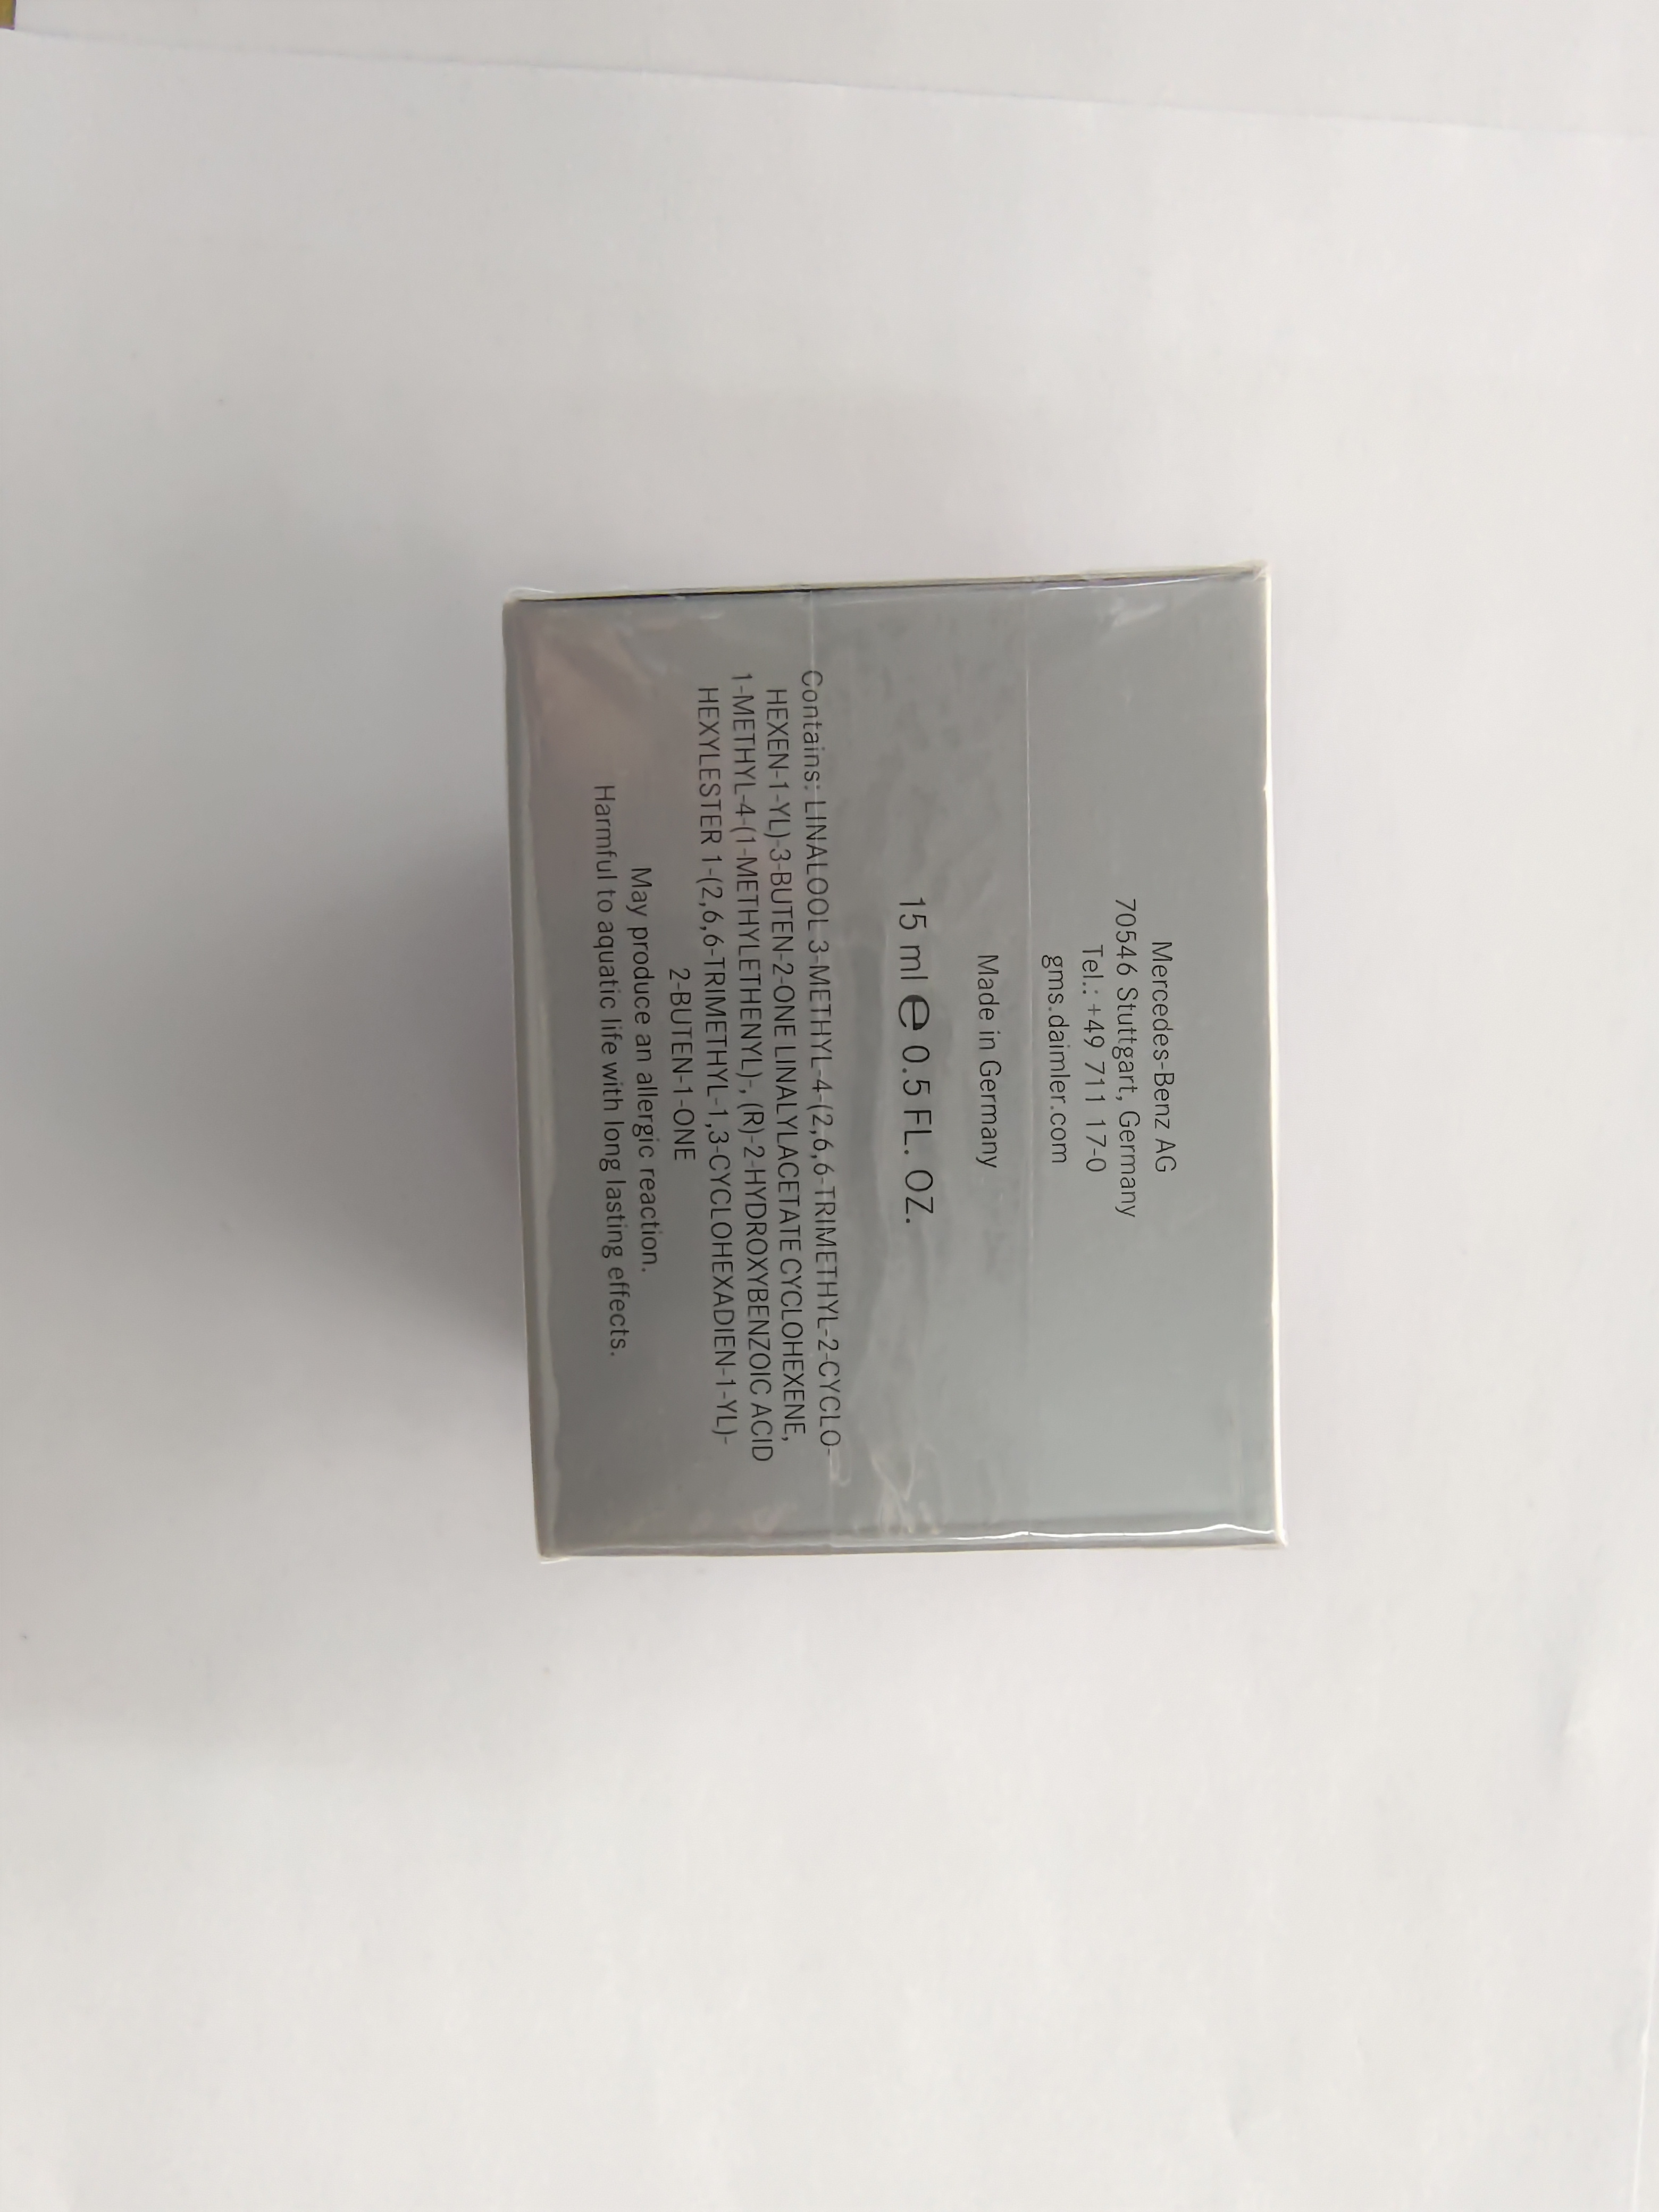 Mercedes-Benz AG
70546 Stuttgart, Germany
Tel.: +49 711 17-0
gms.daimler.com
Made in Germany
15 ml ℮ 0.5 FL. OZ.
Contains: LINALOOL 3-METHYL-4-(2,6,6-TRIMETHYL-2-CYCLO-
HEXEN-1-YL)-3-BUTEN-2-ONE LINALYLACETATE CYCLOHEXENE,
1-METHYL-4-(1-METHYLETHENYL)-, (R)-2-HYDROXYBENZOIC ACID
HEXYLESTER 1-(2,6,6-TRIMETHYL-1,3-CYCLOHEXADIEN-1-YL)-
2-BUTEN-1-ONE
May produce an allergic reaction.
Harmful to aquatic life with long lasting effects.